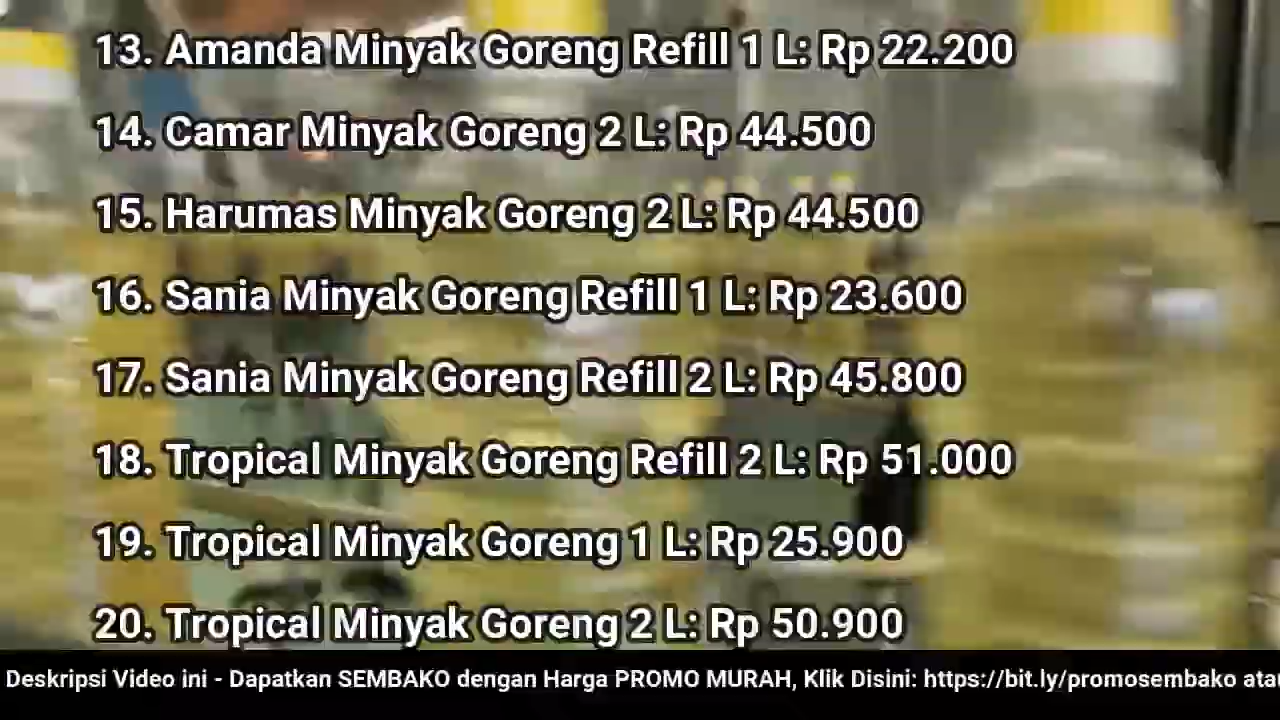 13. Amanda Minyak Goreng Refill 1 L: Rp 22.200
14. Camar Minyak Goreng 2 L: Rp 44.500
15. Harumas Minyak Goreng 2 L: Rp 44.500
16. Sania Minyak Goreng Refill 1 L: Rp 23.600
17. Sania Minyak Goreng Refill 2 L: Rp 45.800
18. Tropical Minyak Goreng Refill 2 L: Rp 51.000
19. Tropical Minyak Goreng 1 L: Rp 25.900
20. Tropical Minyak Goreng 2 L: Rp 50.900
Deskripsi Video ini - Dapatkan SEMBAKO dengan Harga PROMO MURAH, Klik Disini: https://bit.ly/promosembako atau